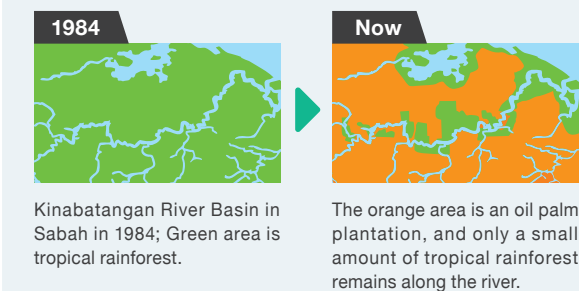 1984
Kinabatangan River Basin in
Sabah in 1984; Green area is
tropical rainforest.
Now
The orange area is an oil palm
plantation, and only a small
amount of tropical rainforest
remains along the river.